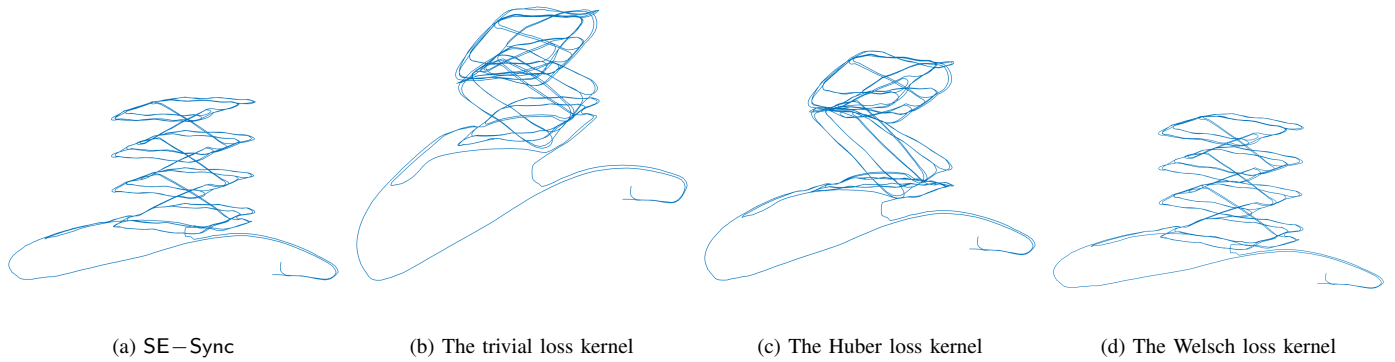 (a) SE−Sync
(b) The trivial loss kernel
(c) The Huber loss kernel
(d) The Welsch loss kernel